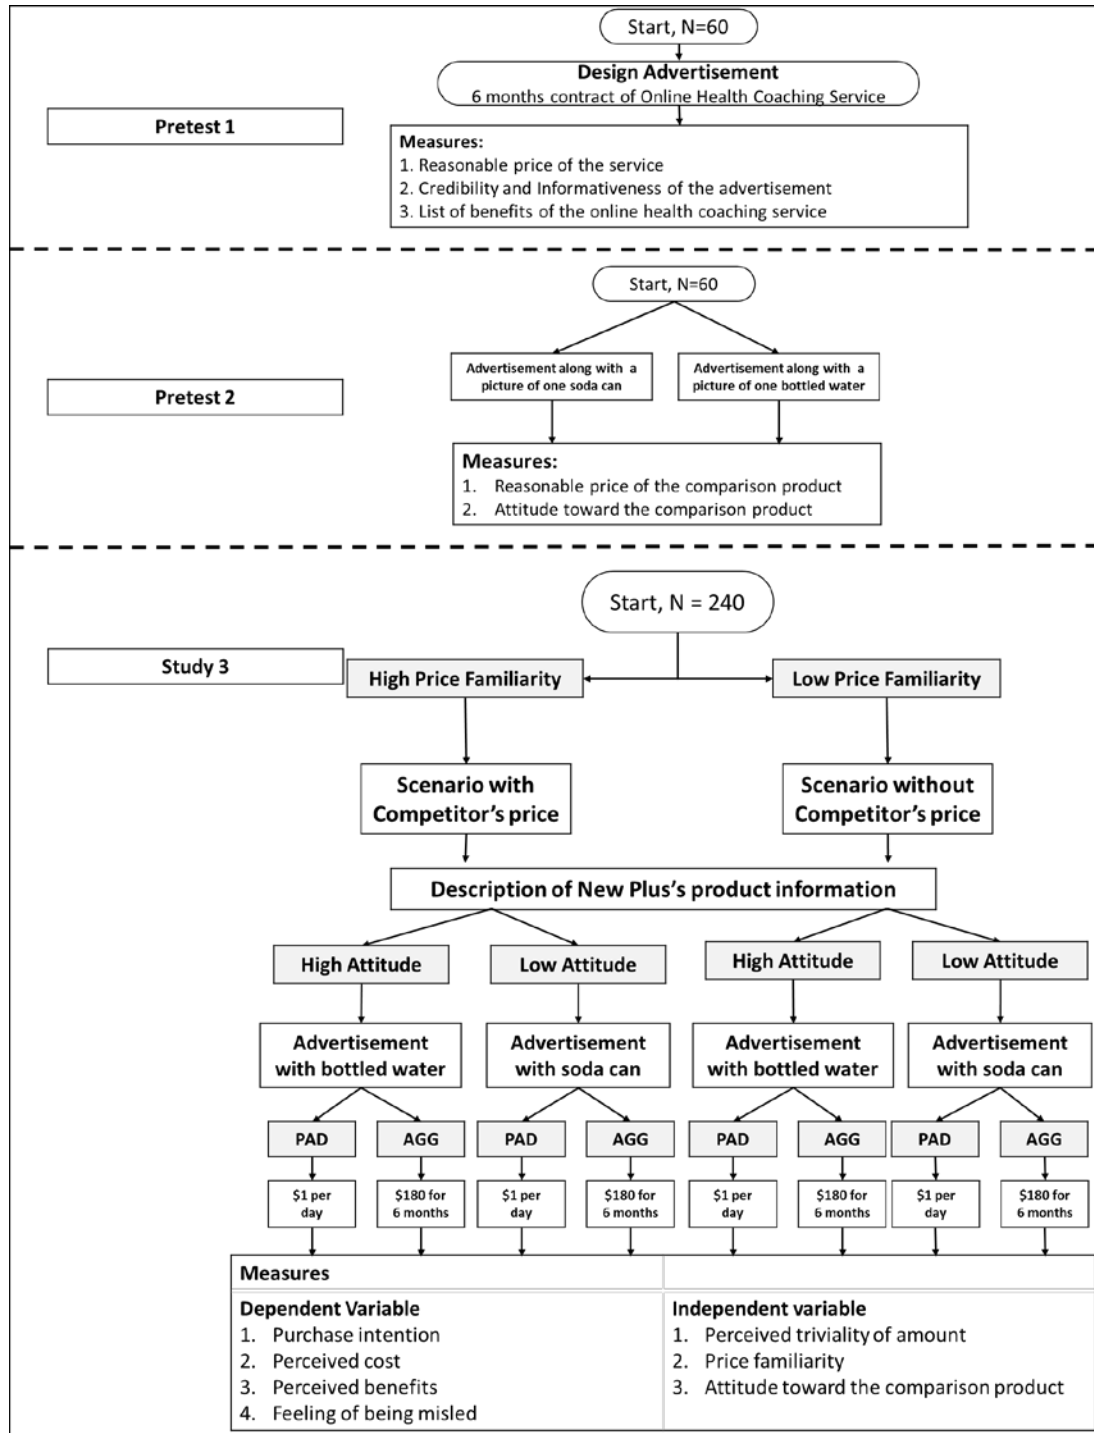 Start, N=60
Design Advertisement
6 months contract of Online Health Coaching Service
Pretest 1
Measures:
1. Reasonable price of the service
2. Credibility and Informativeness of the advertisement
3. List of benefits of the online health coaching service
Start, N=60
Advertisement along with a
picture of one soda can
Advertisement along with a
picture of one bottled water
Pretest 2
Measures:
1. Reasonable price of the comparison product
2. Attitude toward the comparison product
Start, N = 240
Study 3
High Price Familiarity
Low Price Familiarity
Scenario with
Competitor's price
Scenario without
Competitor's price
Description of New Plus's product information
High Attitude
Low Attitude
High Attitude
Low Attitude
Advertisement
with bottled water
Advertisement
with soda can
Advertisement
with bottled water
Advertisement
with soda can
PAD
AGG
PAD
AGG
PAD
AGG
PAD
AGG
$1 per
day
$180 for
6 months
$1 per
day
$180 for
6 months
$1 per
day
$180 for
6 months
$1 per
day
$180 for
6 months
Measures
Dependent Variable
1. Purchase intention
2. Perceived cost
3. Perceived benefits
4. Feeling of being misled
Independent variable
1. Perceived triviality of amount
2. Price familiarity
3. Attitude toward the comparison product